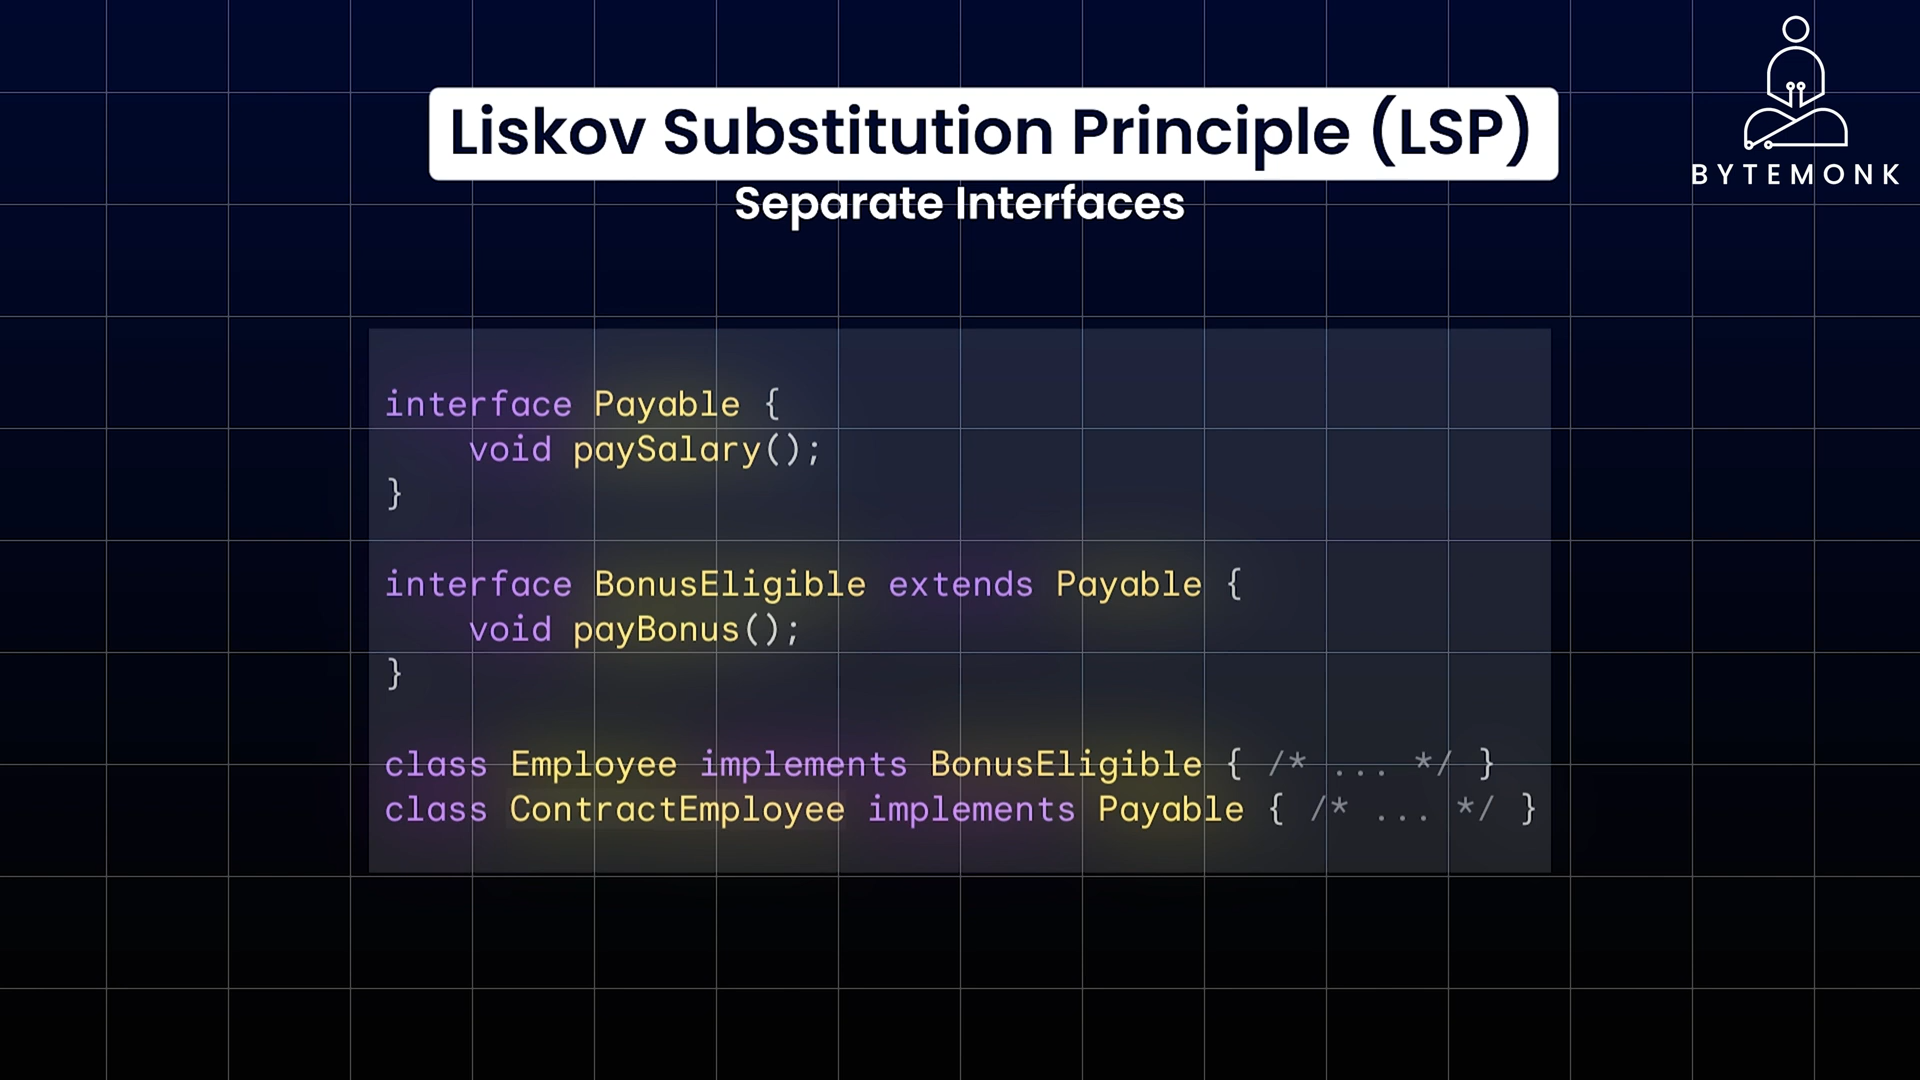 Liskov Substitution Principle (LSP)
BYTEMONK
Separate Interfaces
interface Payable {
    void paySalary();
}
interface BonusEligible extends Payable {
    void payBonus();
}
class Employee implements BonusEligible { /* ... */ }
class ContractEmployee implements Payable { /* ... */ }